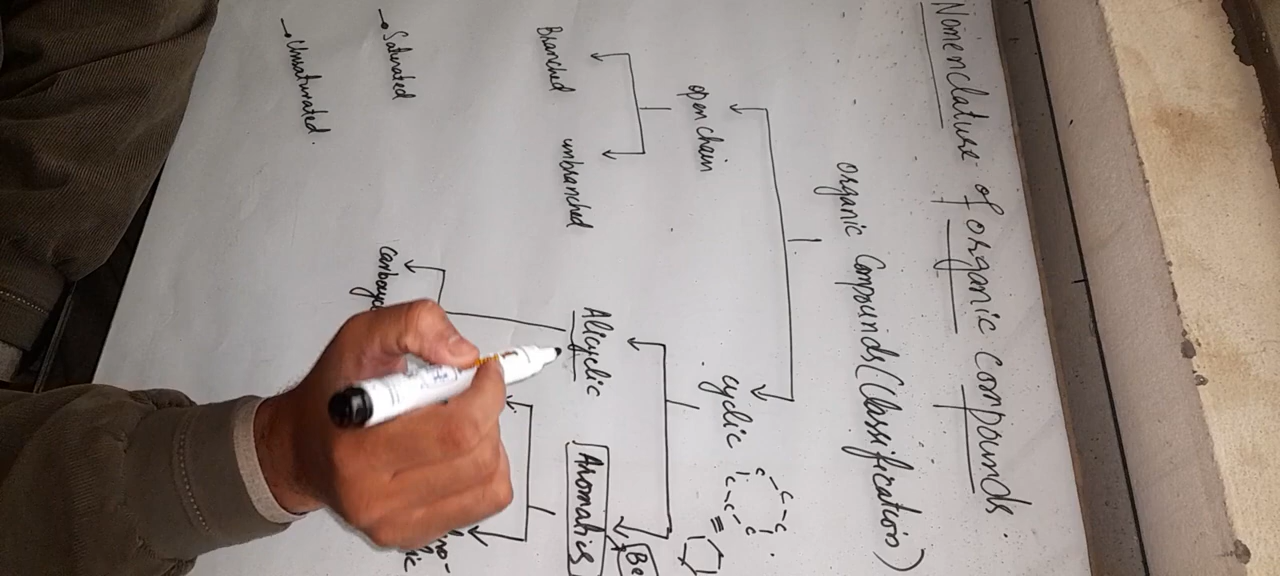 Nomenclature of organic compounds.
organic Compounds (Classification)
open chain
cyclic
C-C-C
C C
C-C
Branched
unbranched
Alicyclic
Aromatics
→ Saturated
→ Unsaturated.